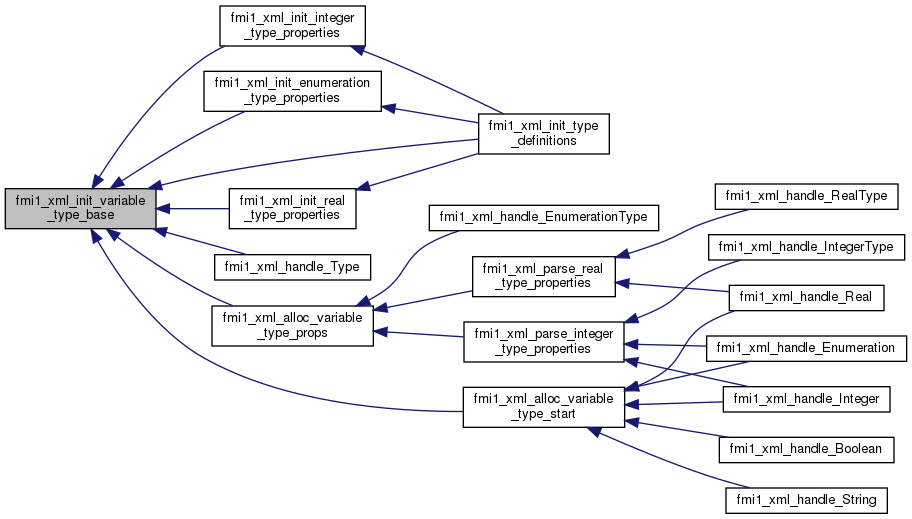 fmi1_xml_init_integer
_type_properties
fmi1_xml_init_enumeration
_type_properties
fmi1_xml_init_type
_definitions
fmi1_xml_init_variable
_type_base
fmi1_xml_init_real
_type_properties
fmi1_xml_handle_RealType
fmi1_xml_handle_EnumerationType
fmi1_xml_handle_IntegerType
fmi1_xml_handle_Type
fmi1_xml_parse_real
_type_properties
fmi1_xml_handle_Real
fmi1_xml_alloc_variable
_type_props
fmi1_xml_parse_integer
_type_properties
fmi1_xml_handle_Enumeration
fmi1_xml_alloc_variable
_type_start
fmi1_xml_handle_Integer
fmi1_xml_handle_Boolean
fmi1_xml_handle_String